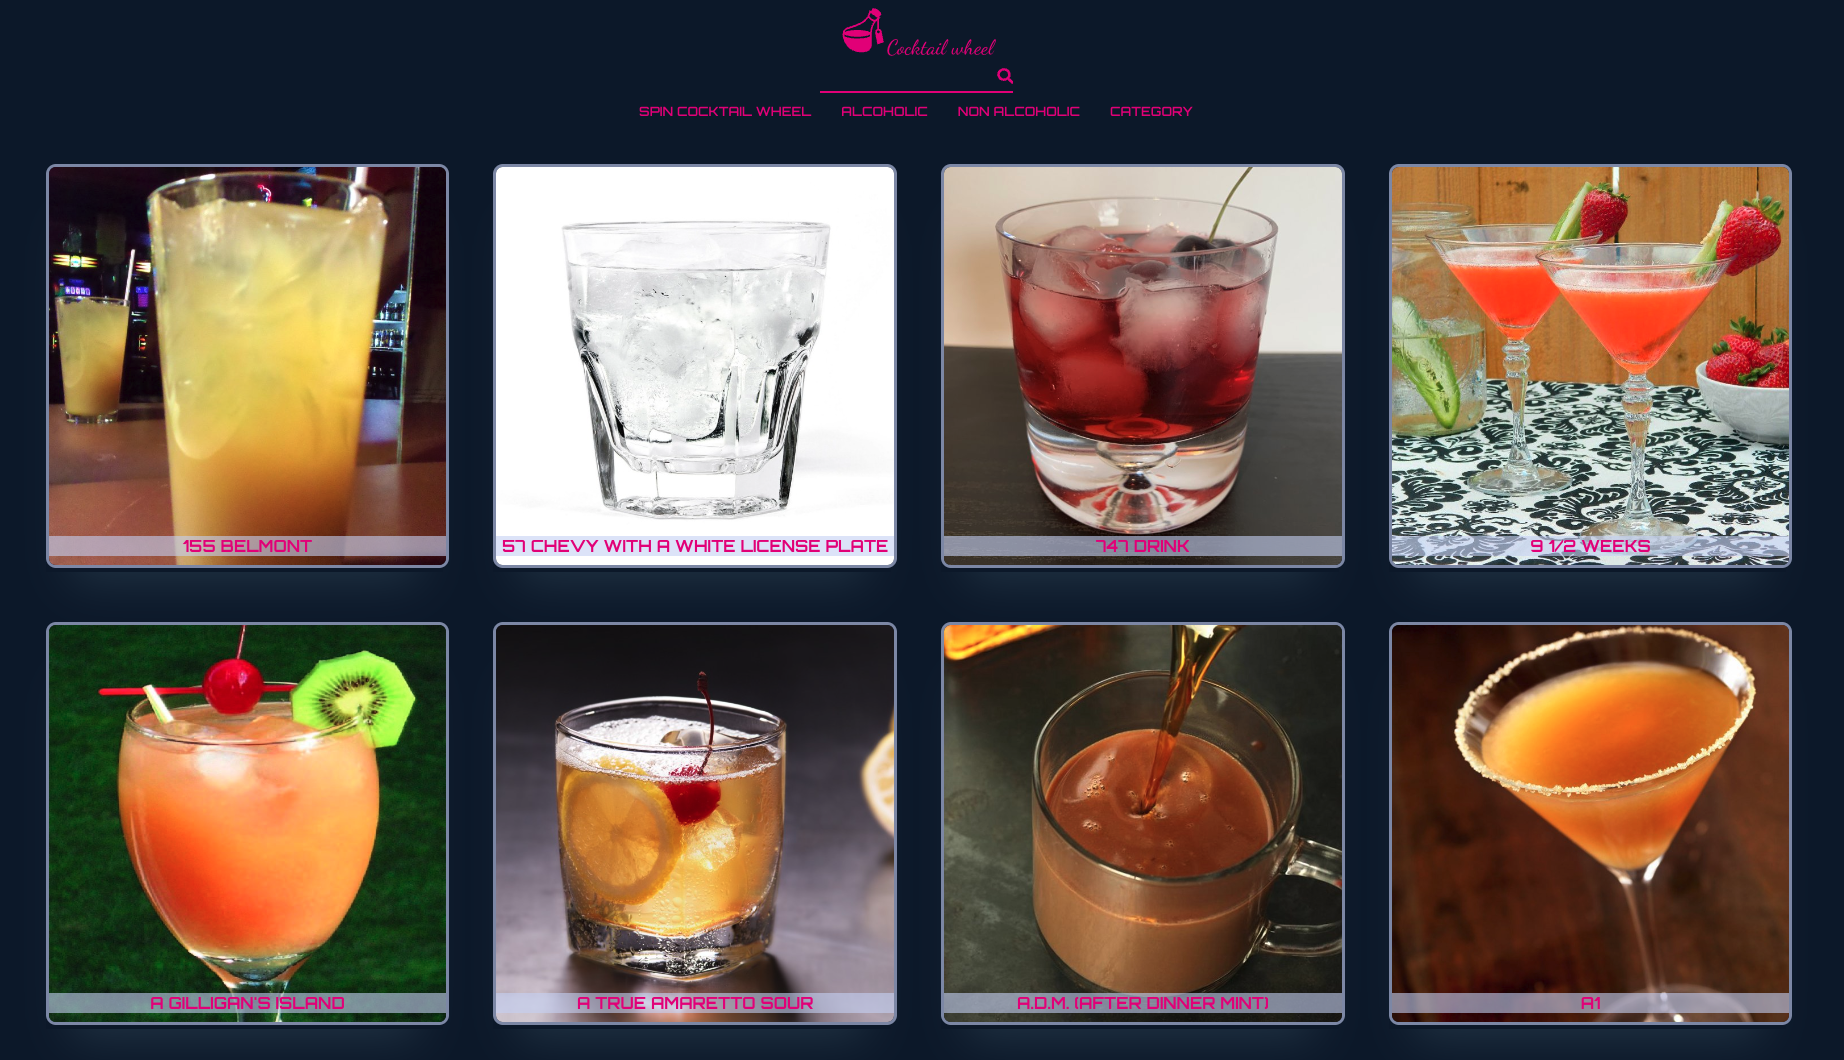 Cocktail wheel
SPIN COCKTAIL WHEEL ALCOHOLIC NON ALCOHOLIC CATEGORY
155 BELMONT
57 CHEVY WITH A WHITE LICENSE PLATE
747 DRINK
9 1/2 WEEKS
A GILLIGAN'S ISLAND
A TRUE AMARETTO SOUR
A.D.M. (AFTER DINNER MINT)
A1